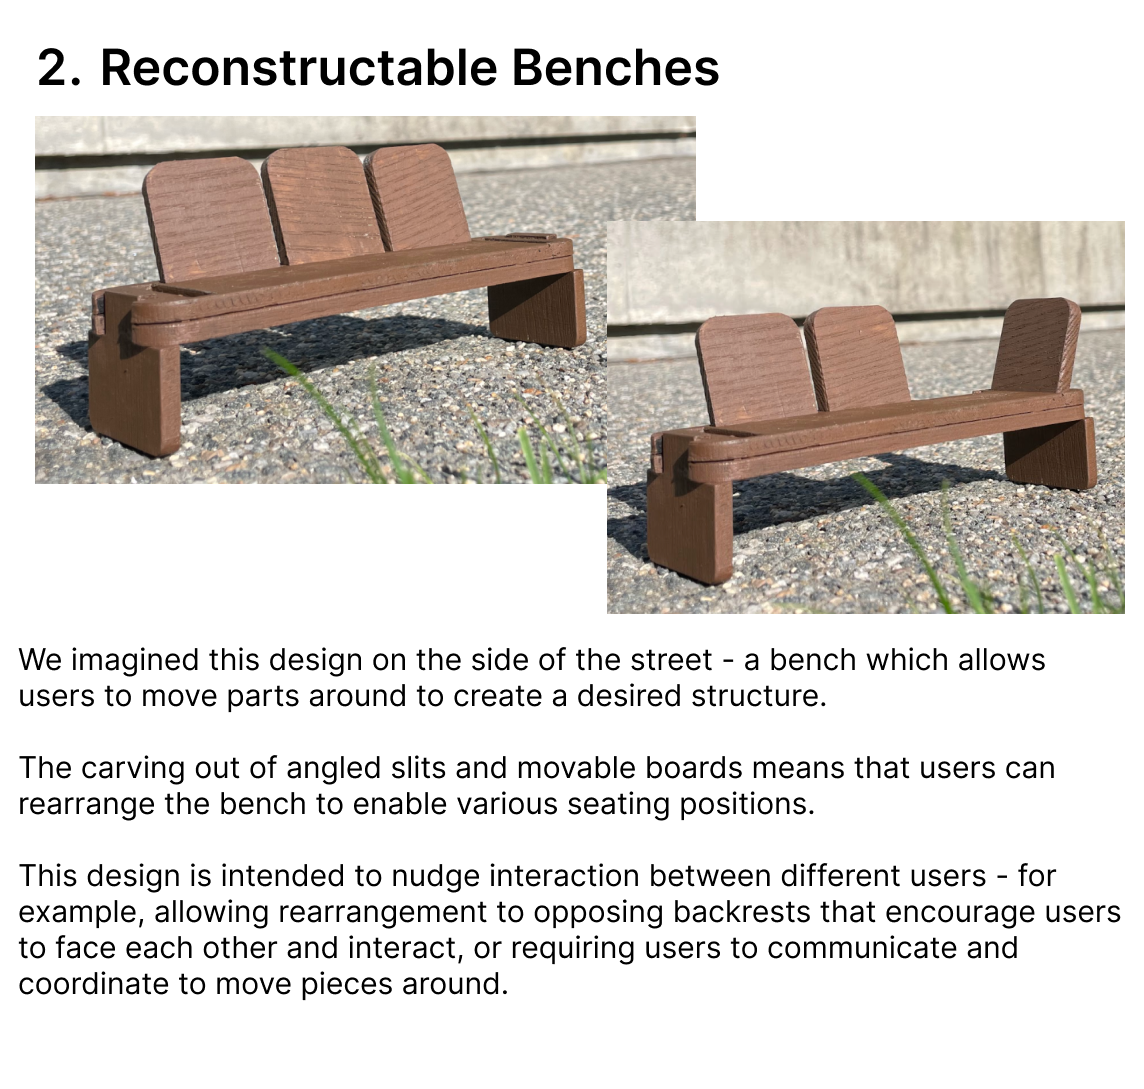 2. Reconstructable Benches
We imagined this design on the side of the street - a bench which allows
users to move parts around to create a desired structure.
The carving out of angled slits and movable boards means that users can
rearrange the bench to enable various seating positions.
This design is intended to nudge interaction between different users - for
example, allowing rearrangement to opposing backrests that encourage users
to face each other and interact, or requiring users to communicate and
coordinate to move pieces around.